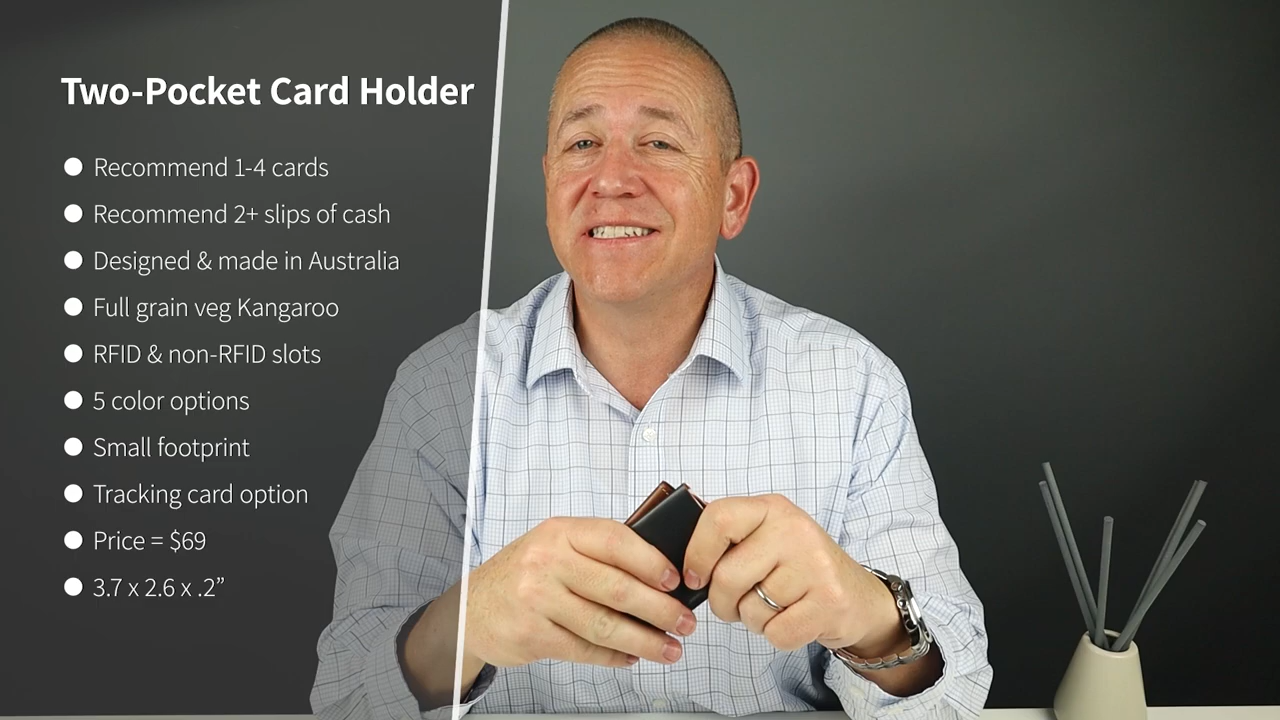 Two-Pocket Card Holder
Recommend 1-4 cards
Recommend 2+ slips of cash
Designed & made in Australia
Full grain veg Kangaroo
RFID & non-RFID slots
5 color options
Small footprint
Tracking card option
Price = $69
3.7 x 2.6 x .2”